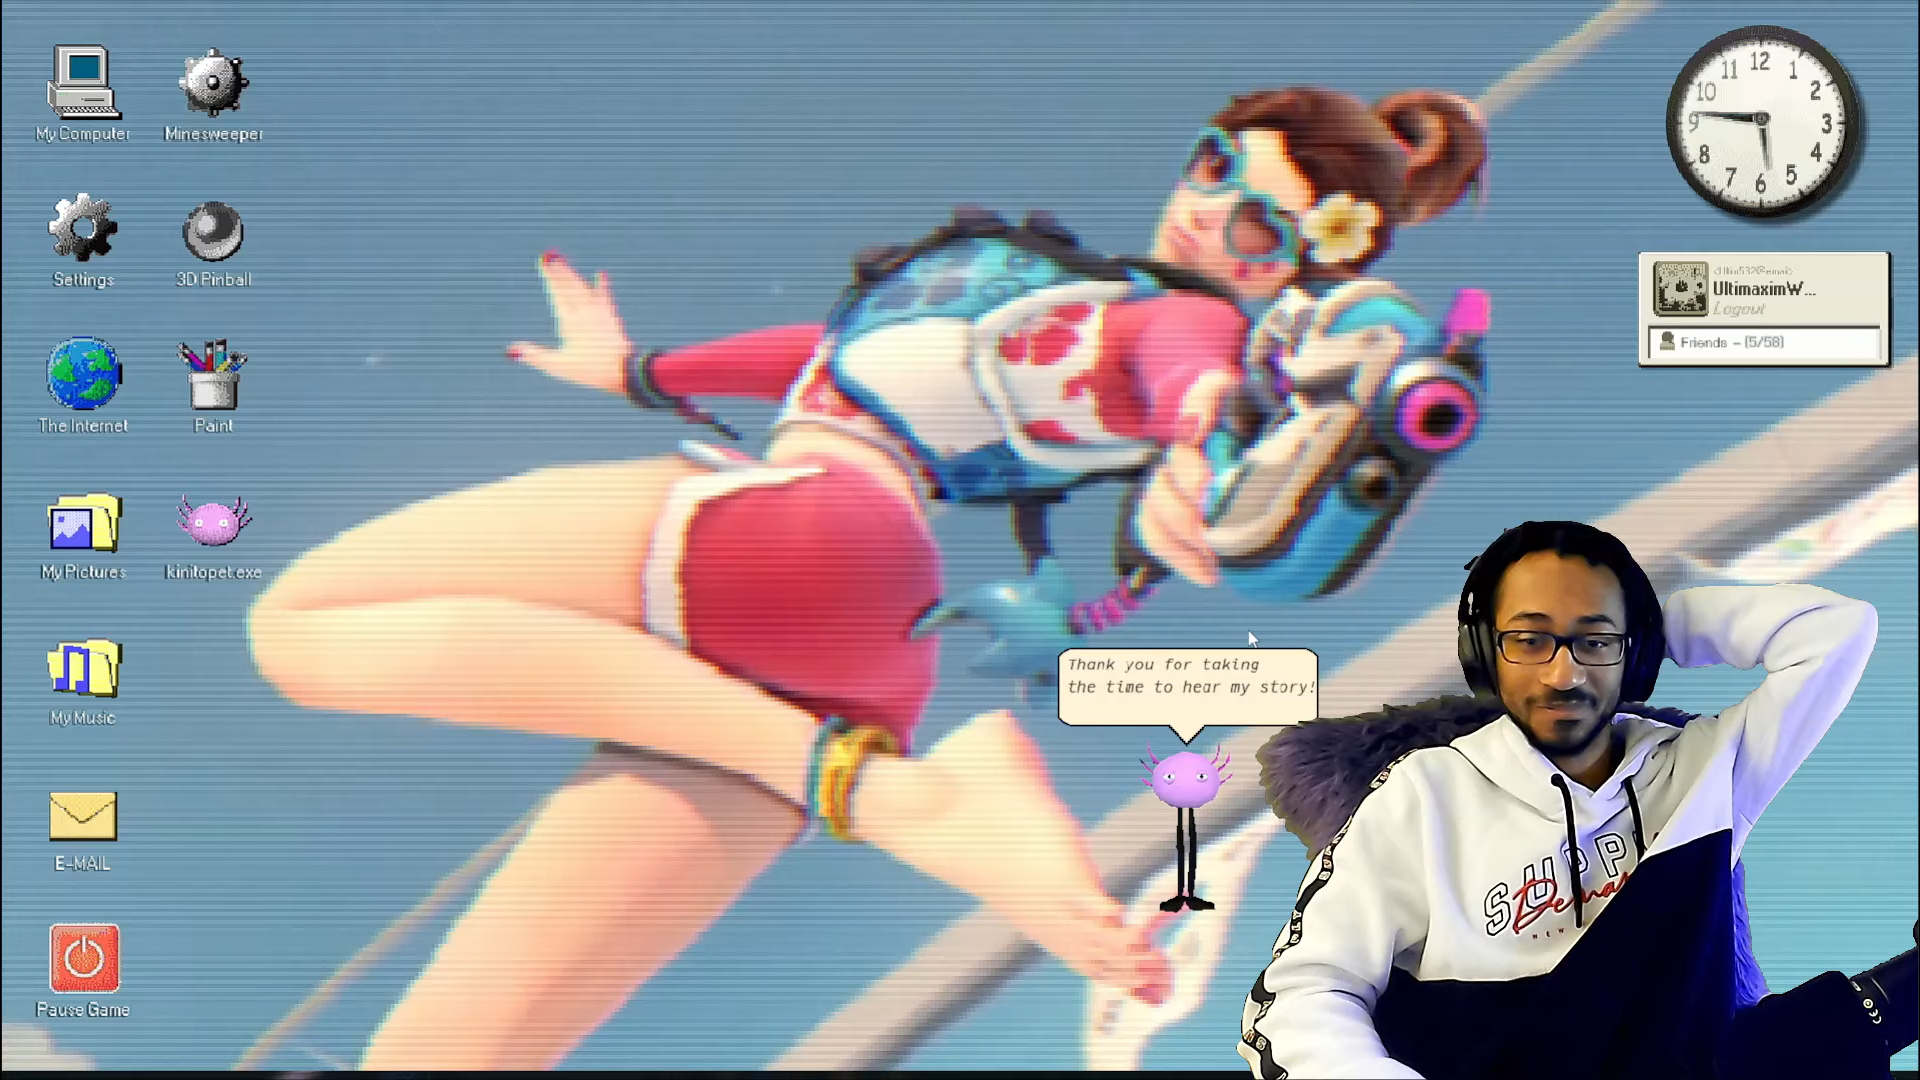 My Computer
Minesweeper
Settings
3D Pinball
The Internet
Paint
My Pictures
kinitopet.exe
My Music
E-MAIL
Pause Game
12
1
2
3
4
5
6
7
8
9
10
11
UltimaximW...
Logout
Friends - (5/58)
Thank you for taking
the time to hear my story!
SUPP
NEW